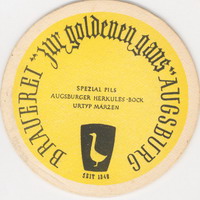 BRAUEREI "zur goldenen gans" AUGSBURG
SPEZIAL PILS
AUGSBURGER HERKULES-BOCK
URTYP MÄRZEN
SEIT 1346